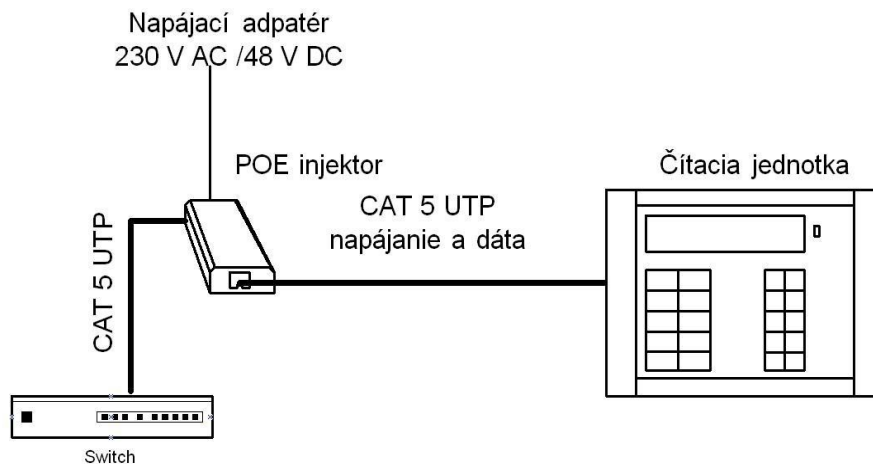 Napájací adpatér
230 V AC /48 V DC
POE injektor
Čítacia jednotka
CAT 5 UTP
napájanie a dáta
CAT 5 UTP
Switch